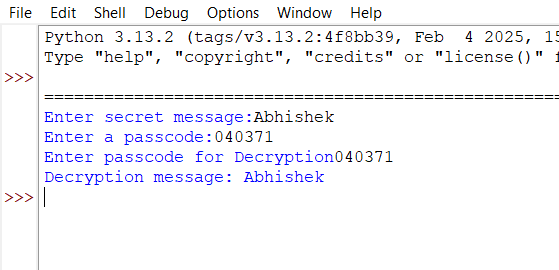 File Edit Shell Debug Options Window Help
Python 3.13.2 (tags/v3.13.2:4f8bb39, Feb  4 2025, 15
Type "help", "copyright", "credits" or "license()" f
>>>
====================================================
Enter secret message:Abhishek
Enter a passcode:040371
Enter passcode for Decryption040371
Decryption message: Abhishek
>>>